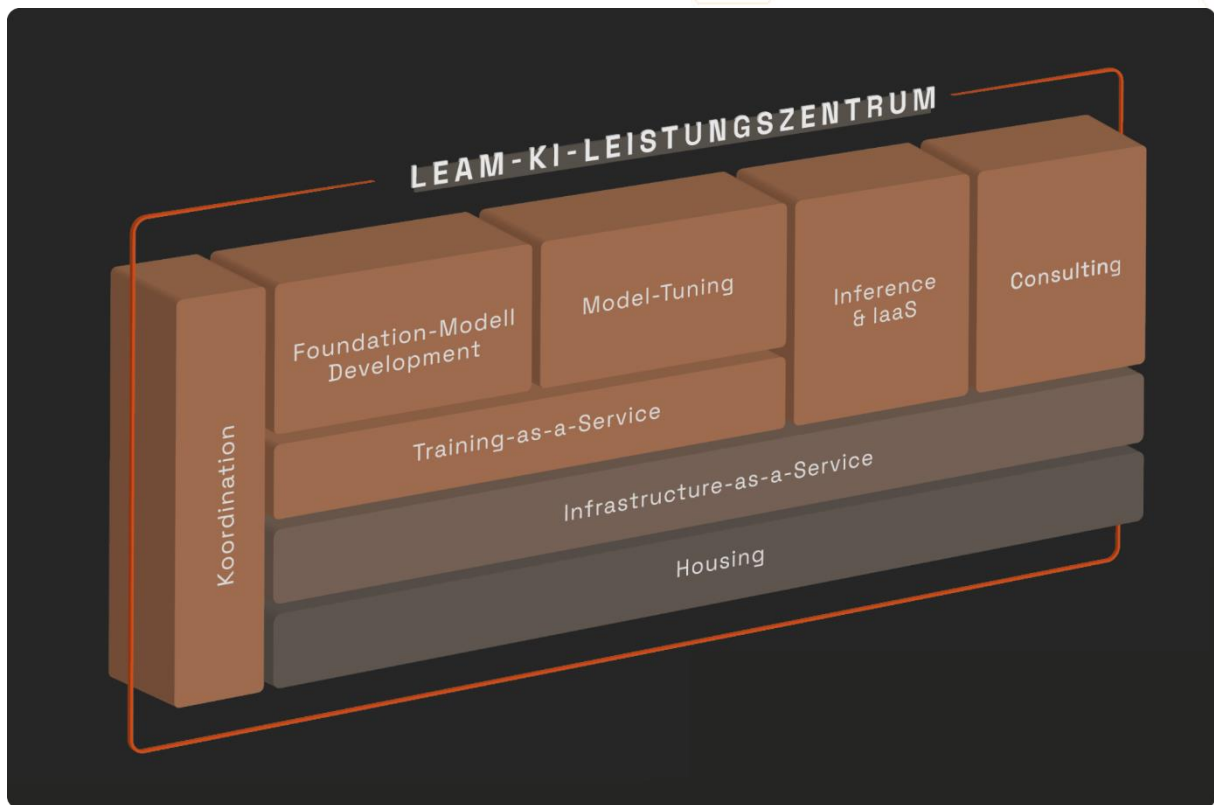 LEAM-KI-LEISTUNGSZENTRUM
Koordination
Foundation-Modell
Development
Model-Tuning
Inference
& IaaS
Consulting
Training-as-a-Service
Infrastructure-as-a-Service
Housing